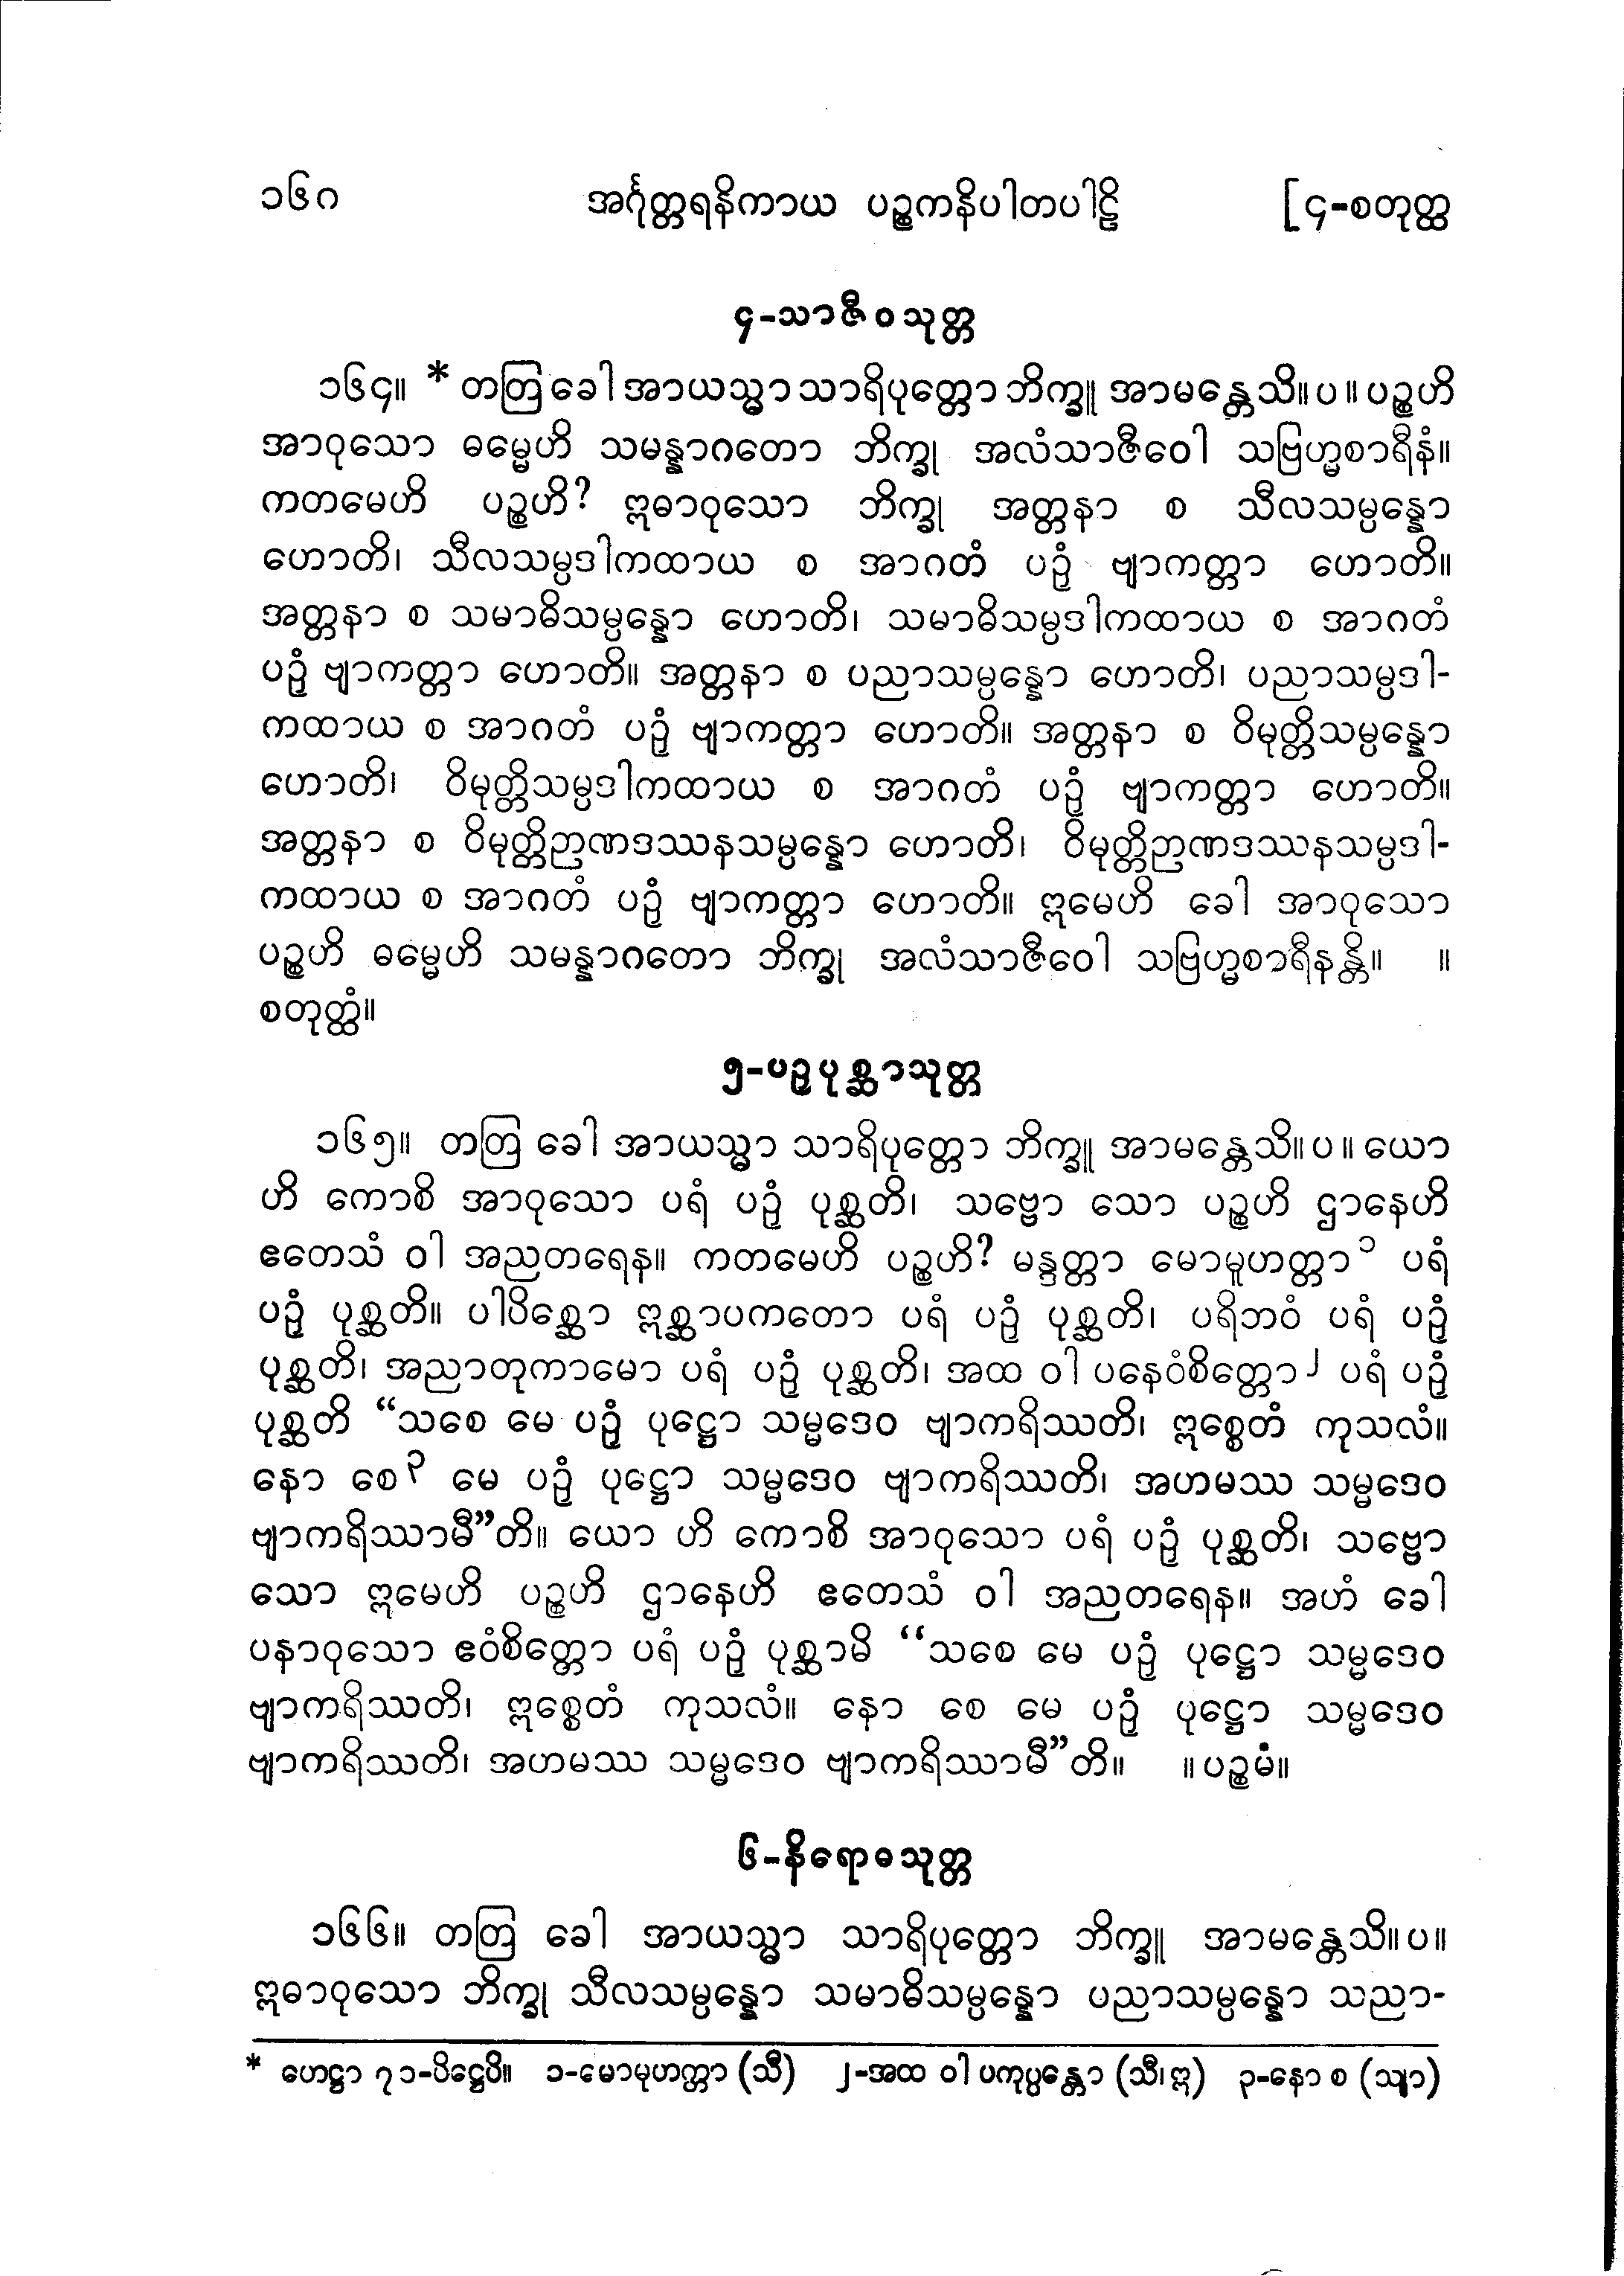 ၁၆ဂ အင်္ဂုတ္တရနိကာယ ပဉ္စကနိပါတပါဠိ [၄-စတုတ္ထ
၄-သာဇီဝသုတ္တ
၁၆၄။ * တတြ ခေါ အာယသ္မာ သာရိပုတ္တော ဘိက္ခူ အာမန္တေသိ။ပ။ ပဉ္စဟိ
အာဝုသော ဓမ္မေဟိ သမန္နာဂတော ဘိက္ခု အလံသာဇီဝေါ သဗြဟ္မစာရီနံ။
ကတမေဟိ ပဉ္စဟိ? ဣဓာဝုသော ဘိက္ခု အတ္တနာ စ သီလသမ္ပန္နော
ဟောတိ၊ သီလသမ္ပဒါကထာယ စ အာဂတံ ပဉှံ ဗျာကတ္တာ ဟောတိ။
အတ္တနာ စ သမာဓိသမ္ပန္နော ဟောတိ၊ သမာဓိသမ္ပဒါကထာယ စ အာဂတံ
ပဉှံ ဗျာကတ္တာ ဟောတိ။ အတ္တနာ စ ပညာသမ္ပန္နော ဟောတိ၊ ပညာသမ္ပဒါ-
ကထာယ စ အာဂတံ ပဉှံ ဗျာကတ္တာ ဟောတိ။ အတ္တနာ စ ဝိမုတ္တိသမ္ပန္နော
ဟောတိ၊ ဝိမုတ္တိသမ္ပဒါကထာယ စ အာဂတံ ပဉှံ ဗျာကတ္တာ ဟောတိ။
အတ္တနာ စ ဝိမုတ္တိဉာဏဒဿနသမ္ပန္နော ဟောတိ၊ ဝိမုတ္တိဉာဏဒဿနသမ္ပဒါ-
ကထာယ စ အာဂတံ ပဉှံ ဗျာကတ္တာ ဟောတိ။ ဣမေဟိ ခေါ အာဝုသော
ပဉ္စဟိ ဓမ္မေဟိ သမန္နာဂတော ဘိက္ခု အလံသာဇီဝေါ သဗြဟ္မစာရီနန္တိ။ ။
စတုတ္ထံ။
၅-ပဉှပုစ္ဆာသုတ္တ
၁၆၅။ တတြ ခေါ အာယသ္မာ သာရိပုတ္တော ဘိက္ခူ အာမန္တေသိ။ပ။ ယော
ဟိ ကောစိ အာဝုသော ပရံ ပဉှံ ပုစ္ဆတိ၊ သဗ္ဗော သော ပဉ္စဟိ ဌာနေဟိ
ဧတေသံ ဝါ အညတရေန။ ကတမေဟိ ပဉ္စဟိ? မန္ဒတ္တာ မောမူဟတ္တာ၁ ပရံ
ပဉှံ ပုစ္ဆတိ။ ပါပိစ္ဆော ဣစ္ဆာပကတော ပရံ ပဉှံ ပုစ္ဆတိ၊ ပရိဘဝံ ပရံ ပဉှံ
ပုစ္ဆတိ၊ အညာတုကာမော ပရံ ပဉှံ ပုစ္ဆတိ၊ အထ ဝါ ပနေဝံစိတ္တော၂ ပရံ ပဉှံ
ပုစ္ဆတိ “သစေ မေ ပဉှံ ပုဋ္ဌော သမ္မဒေဝ ဗျာကရိဿတိ၊ ဣစ္စေတံ ကုသလံ။
နော စေ၃ မေ ပဉှံ ပုဋ္ဌော သမ္မဒေဝ ဗျာကရိဿတိ၊ အဟမဿ သမ္မဒေဝ
ဗျာကရိဿာမီ”တိ။ ယော ဟိ ကောစိ အာဝုသော ပရံ ပဉှံ ပုစ္ဆတိ၊ သဗ္ဗော
သော ဣမေဟိ ပဉ္စဟိ ဌာနေဟိ ဧတေသံ ဝါ အညတရေန။ အဟံ ခေါ
ပနာဝုသော ဧဝံစိတ္တော ပရံ ပဉှံ ပုစ္ဆာမိ “သစေ မေ ပဉှံ ပုဋ္ဌော သမ္မဒေဝ
ဗျာကရိဿတိ၊ ဣစ္စေတံ ကုသလံ။ နော စေ မေ ပဉှံ ပုဋ္ဌော သမ္မဒေဝ
ဗျာကရိဿတိ၊ အဟမဿ သမ္မဒေဝ ဗျာကရိဿာမီ”တိ။ ။ပဉ္စမံ။
၆-နိရောဓသုတ္တ
၁၆၆။ တတြ ခေါ အာယသ္မာ သာရိပုတ္တော ဘိက္ခူ အာမန္တေသိ။ပ။
ဣဓာဝုသော ဘိက္ခု သီလသမ္ပန္နော သမာဓိသမ္ပန္နော ပညာသမ္ပန္နော သညာ-
* ဟေဋ္ဌာ ၇၁-ပိဋ္ဌေပိ။ ၁-မောမုဟတ္တာ (သီ) ၂-အထ ဝါ ပကုပ္ပန္တော (သီ၊ဣ) ၃-နော စ (သျာ)